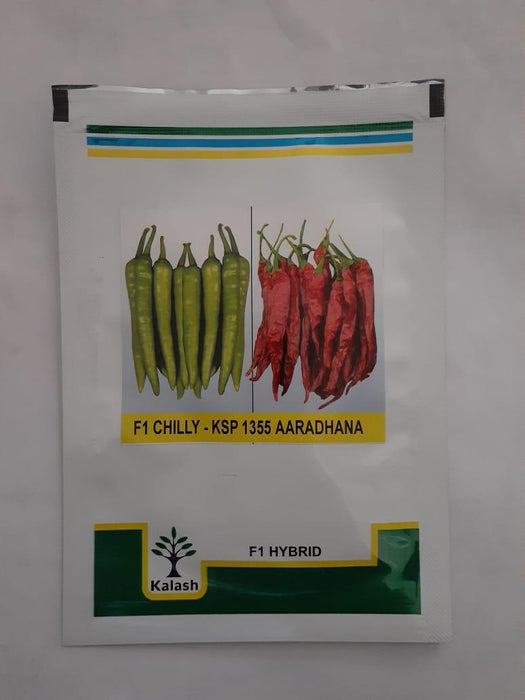 F1 CHILLY - KSP 1355 AARADHANA
F1 HYBRID
Kalash